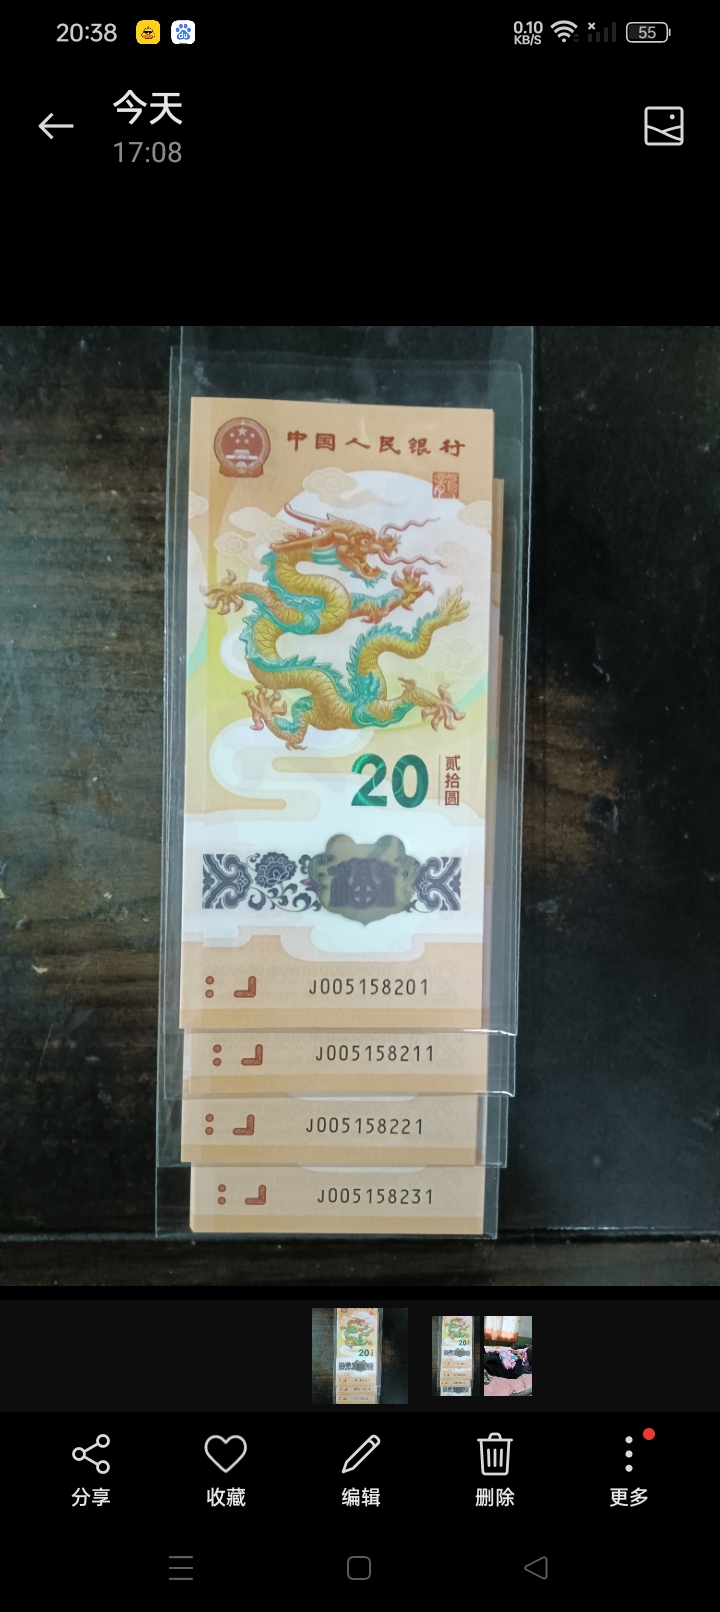 20:38
0.10
KB/S
55
今天
17:08
中国人民银行
20
贰拾圆
J005158201
J005158211
J005158221
J005158231
分享
收藏
编辑
删除
更多